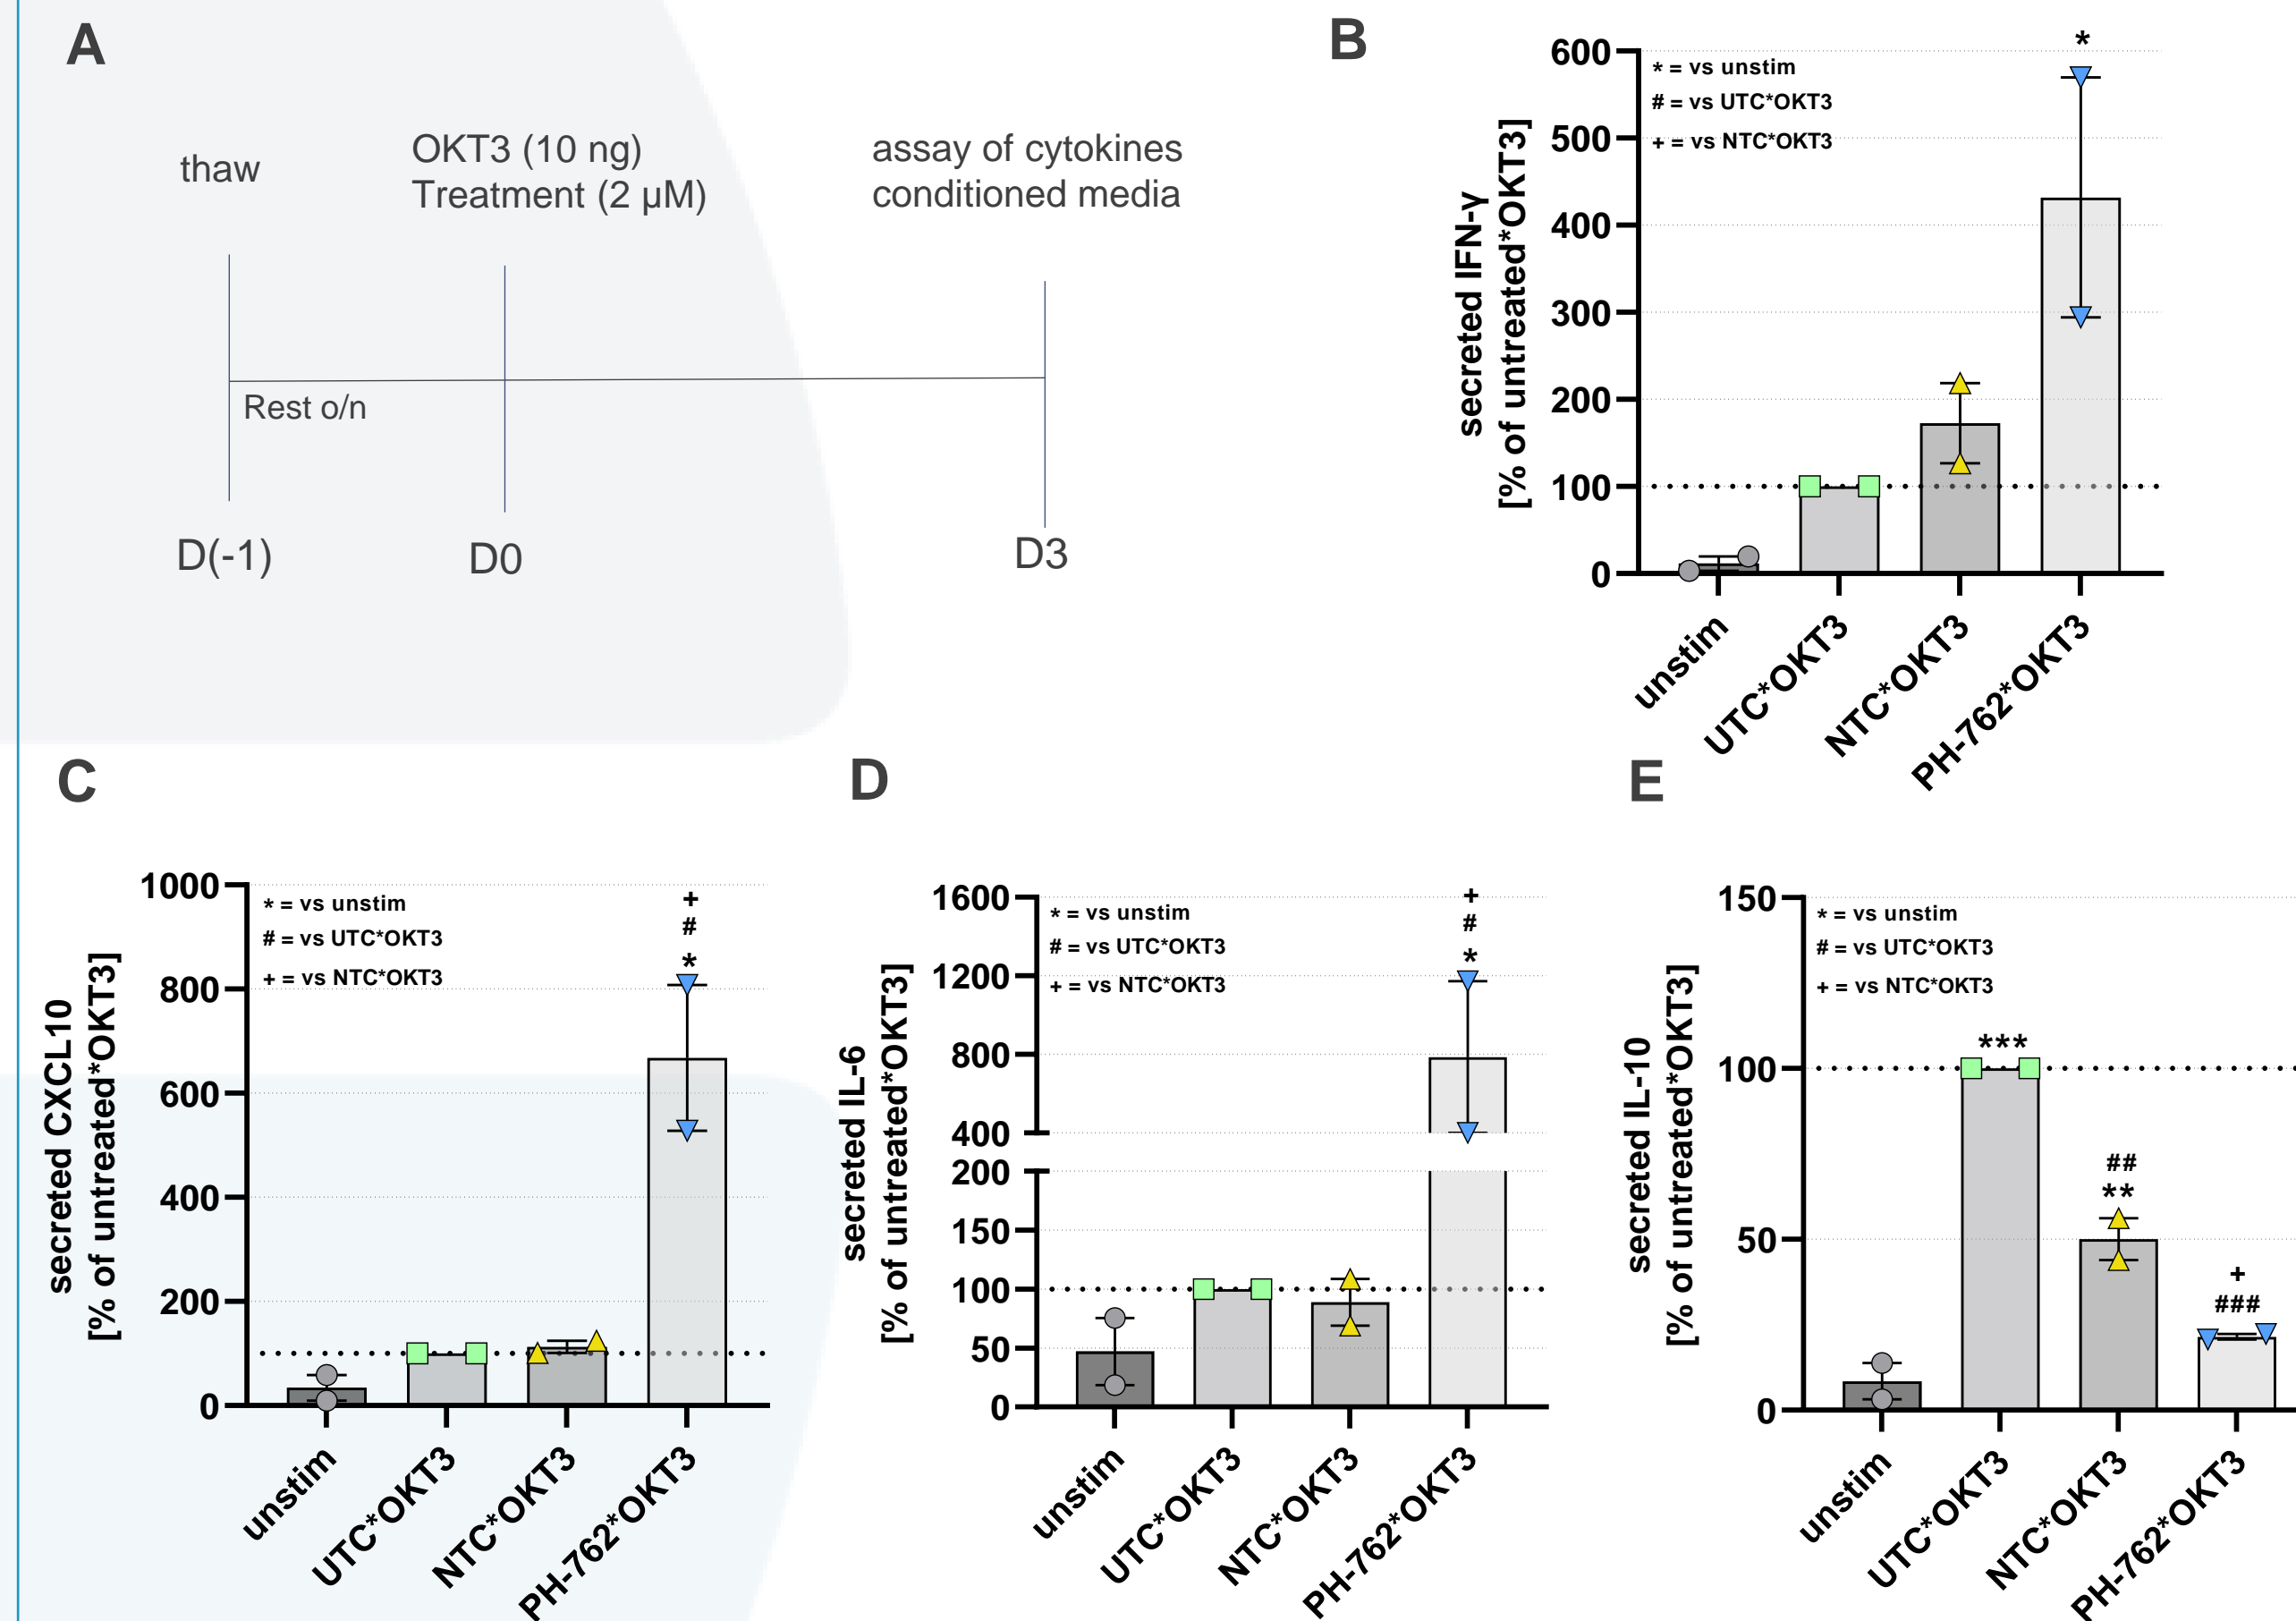 A
thaw
OKT3 (10 ng)
Treatment (2 µM)
assay of cytokines
conditioned media
Rest o/n
D(-1)
D0
D3
B
secreted IFN-γ
[% of untreated*OKT3]
600
500
400
300
200
100
0
* = vs unstim
# = vs UTC*OKT3
+ = vs NTC*OKT3
*
unstim
UTC*OKT3
NTC*OKT3
PH-762*OKT3
C
secreted CXCL10
[% of untreated*OKT3]
1000
800
600
400
200
0
* = vs unstim
# = vs UTC*OKT3
+ = vs NTC*OKT3
+
#
*
unstim
UTC*OKT3
NTC*OKT3
PH-762*OKT3
D
secreted IL-6
[% of untreated*OKT3]
1600
1200
800
400
200
150
100
50
0
* = vs unstim
# = vs UTC*OKT3
+ = vs NTC*OKT3
+
#
*
unstim
UTC*OKT3
NTC*OKT3
PH-762*OKT3
E
secreted IL-10
[% of untreated*OKT3]
150
100
50
0
* = vs unstim
# = vs UTC*OKT3
+ = vs NTC*OKT3
***
##
**
+
###
unstim
UTC*OKT3
NTC*OKT3
PH-762*OKT3